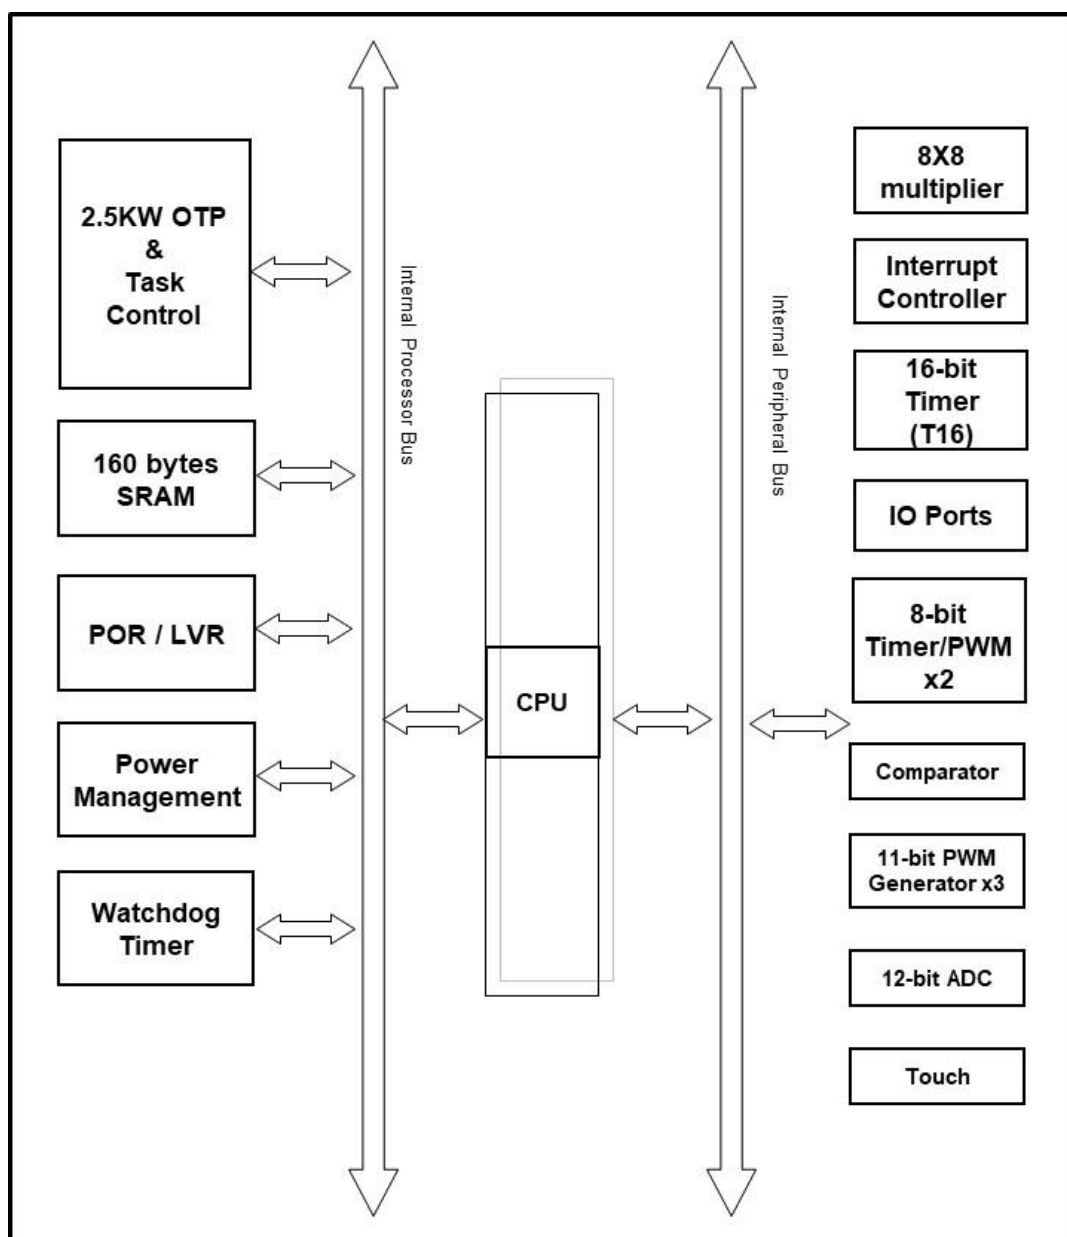 2.5KW OTP
&
Task
Control
160 bytes
SRAM
POR / LVR
Power
Management
Watchdog
Timer
Internal Processor Bus
CPU
Internal Peripheral Bus
8X8
multiplier
Interrupt
Controller
16-bit
Timer
(T16)
IO Ports
8-bit
Timer/PWM
x2
Comparator
11-bit PWM
Generator x3
12-bit ADC
Touch